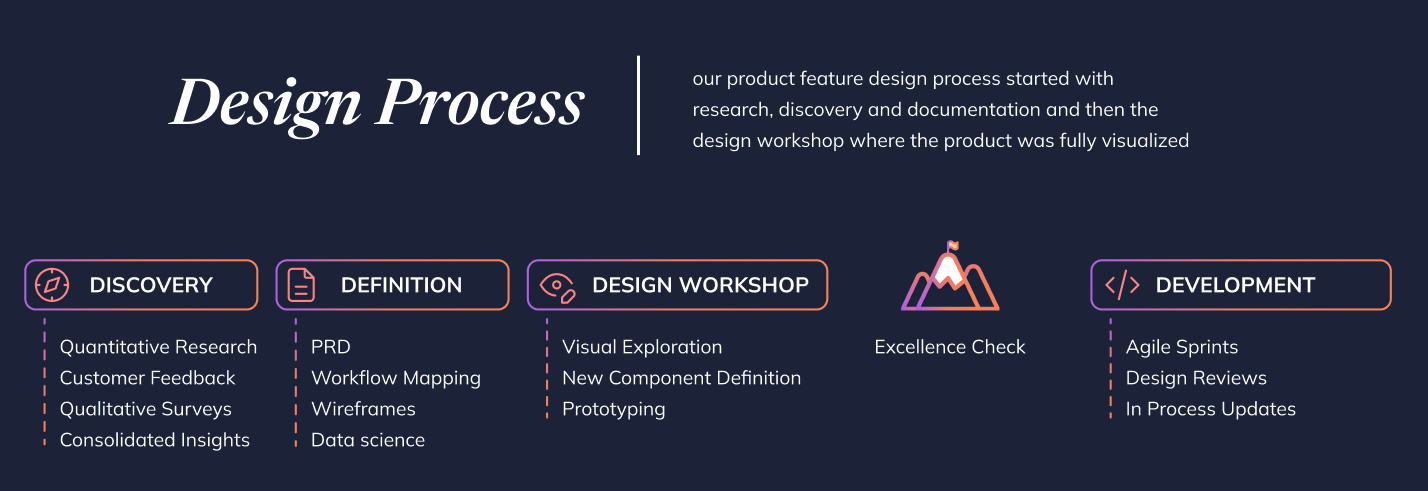 Design Process
our product feature design process started with
research, discovery and documentation and then the
design workshop where the product was fully visualized
DISCOVERY
Quantitative Research
Customer Feedback
Qualitative Surveys
Consolidated Insights
DEFINITION
PRD
Workflow Mapping
Wireframes
Data science
DESIGN WORKSHOP
Visual Exploration
New Component Definition
Prototyping
Excellence Check
DEVELOPMENT
Agile Sprints
Design Reviews
In Process Updates